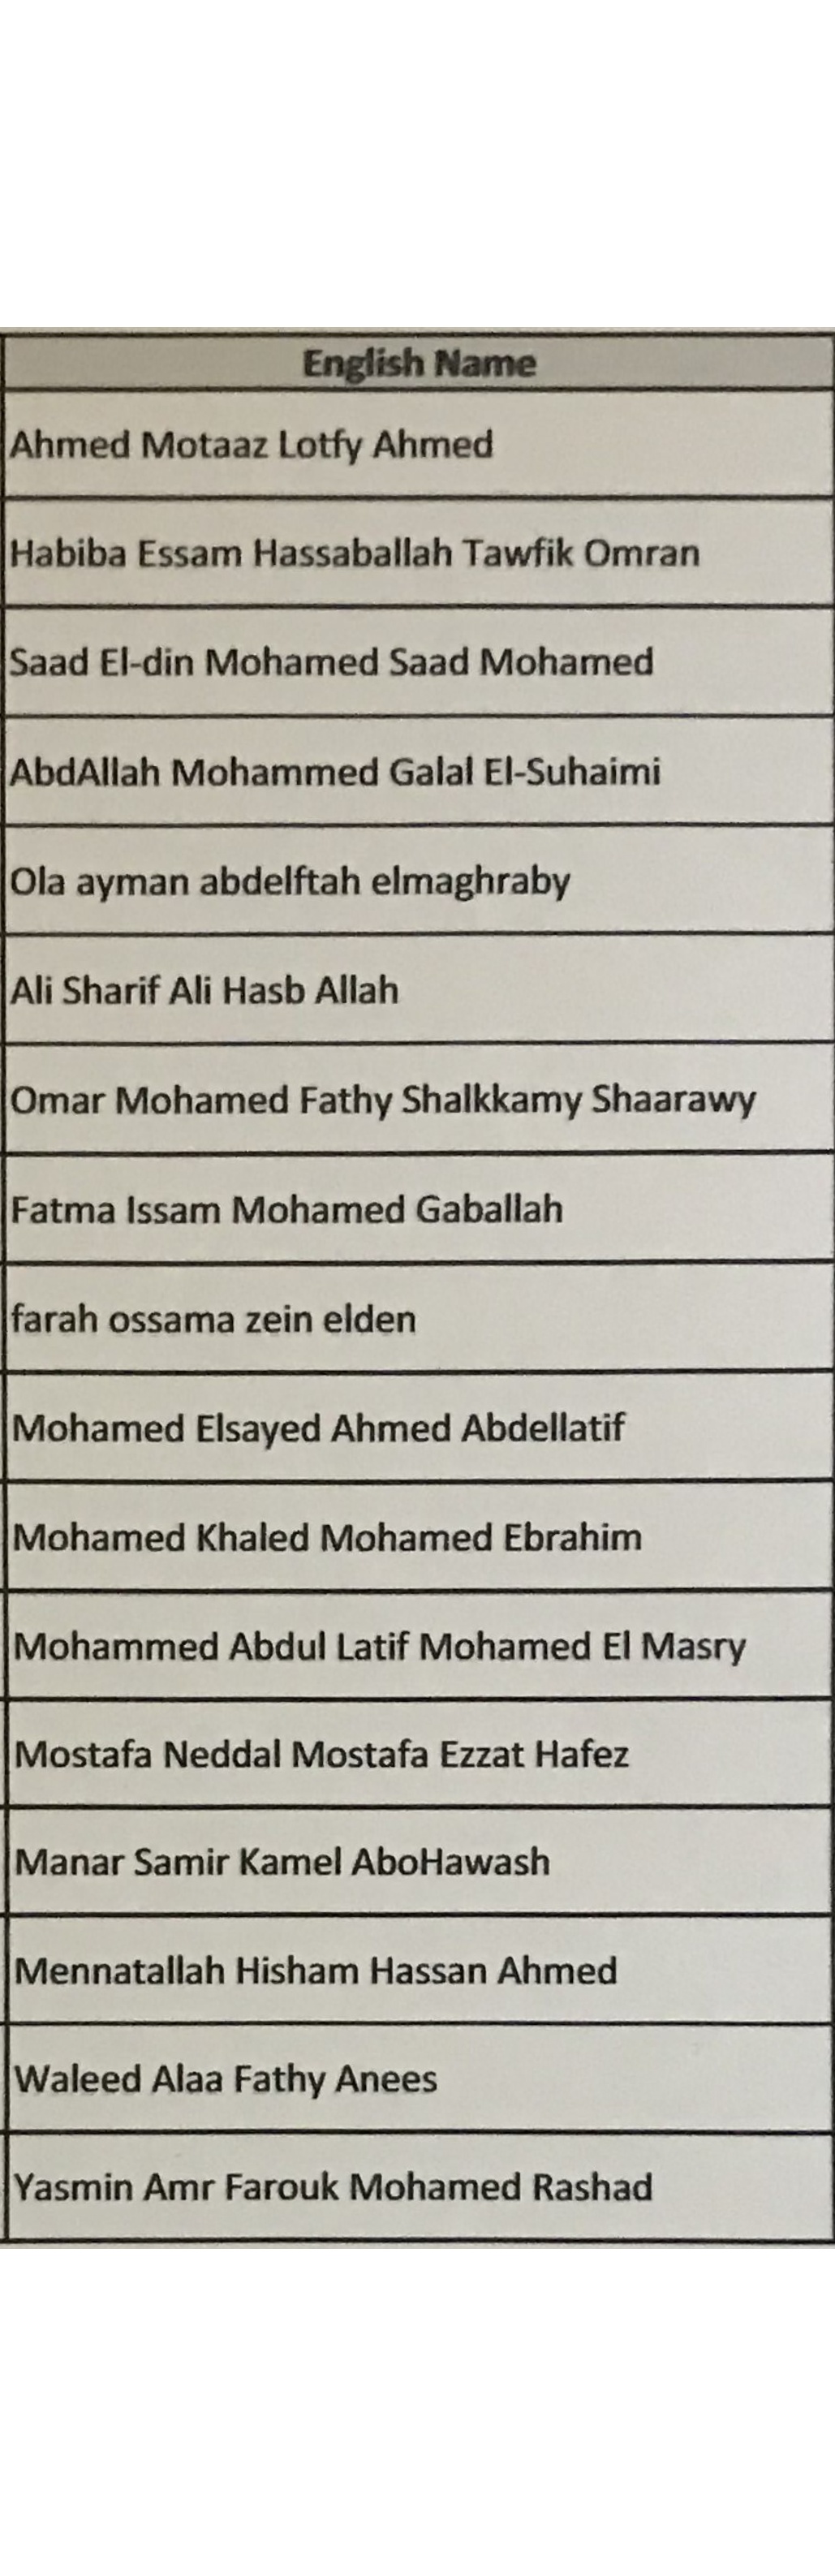 English Name
Ahmed Motaaz Lotfy Ahmed
Habiba Essam Hassaballah Tawfik Omran
Saad El-din Mohamed Saad Mohamed
AbdAllah Mohammed Galal El-Suhaimi
Ola ayman abdelftah elmaghraby
Ali Sharif Ali Hasb Allah
Omar Mohamed Fathy Shalkkamy Shaarawy
Fatma Issam Mohamed Gaballah
farah ossama zein elden
Mohamed Elsayed Ahmed Abdellatif
Mohamed Khaled Mohamed Ebrahim
Mohammed Abdul Latif Mohamed El Masry
Mostafa Neddal Mostafa Ezzat Hafez
Manar Samir Kamel AboHawash
Mennatallah Hisham Hassan Ahmed
Waleed Alaa Fathy Anees
Yasmin Amr Farouk Mohamed Rashad